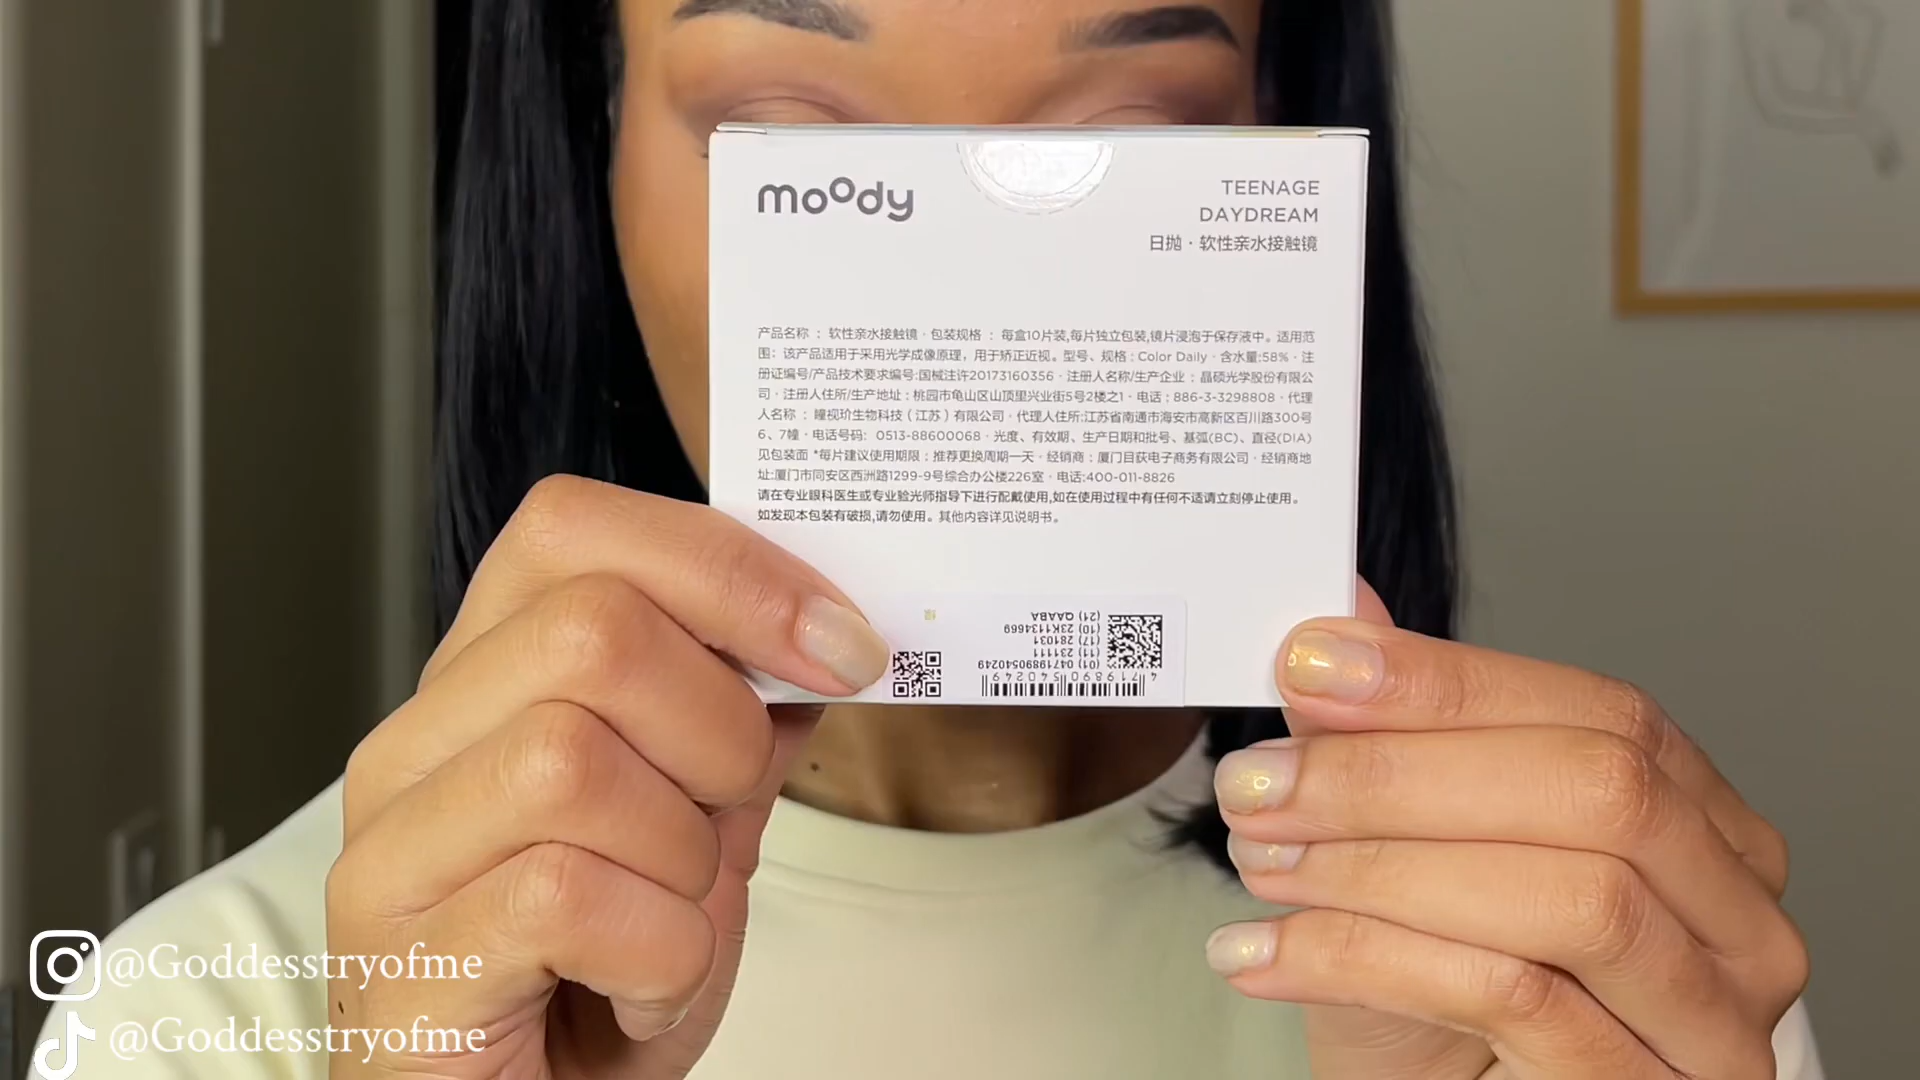 moody
TEENAGE
DAYDREAM
日抛 · 软性亲水接触镜
产品名称 ： 软性亲水接触镜 · 包装规格 ： 每盒10片装,每片独立包装,镜片浸泡于保存液中。适用范
围：该产品适用于采用光学成像原理，用于矫正近视。型号、规格：Color Daily · 含水量:58% · 注
册证编号/产品技术要求编号:国械注许20173160356 · 注册人名称/生产企业 ：晶硕光学股份有限公
司 · 注册人住所/生产地址：桃园市龟山区山顶里兴业街5号2楼之1 · 电话：886-3-3298808 · 代理
人名称 ：瞳视玠生物科技（江苏）有限公司 · 代理人住所:江苏省南通市海安市高新区百川路300号
6、7幢 · 电话号码: 0513-88600068 · 光度、有效期、生产日期和批号、基弧(BC)、直径(DIA)
见包装面 *每片建议使用期限：推荐更换周期一天 · 经销商：厦门目获电子商务有限公司 · 经销商地
址:厦门市同安区西洲路1299-9号综合办公楼226室 · 电话:400-011-8826
请在专业眼科医生或专业验光师指导下进行配戴使用,如在使用过程中有任何不适请立刻停止使用。
如发现本包装有破损,请勿使用。其他内容详见说明书。
(21) QAABA
(10) 23K1134669
(17) 281031
(11) 231111
(01) 04719890540249
4719890540249
@Goddesstryofme
@Goddesstryofme